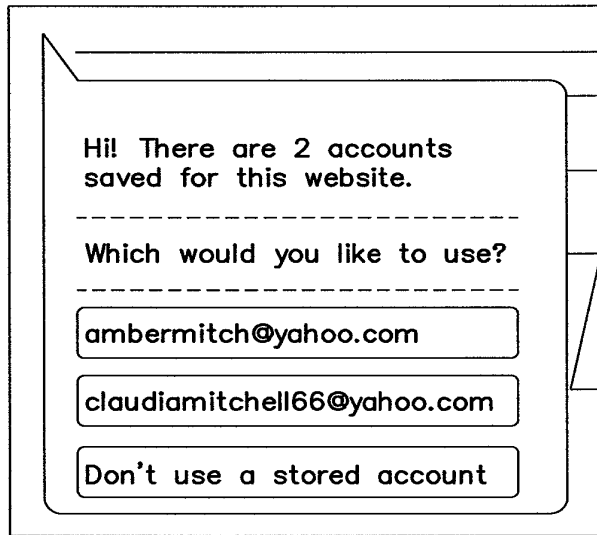 Hi! There are 2 accounts
saved for this website.
Which would you like to use?
ambermitch@yahoo.com
claudiamitchell66@yahoo.com
Don't use a stored account